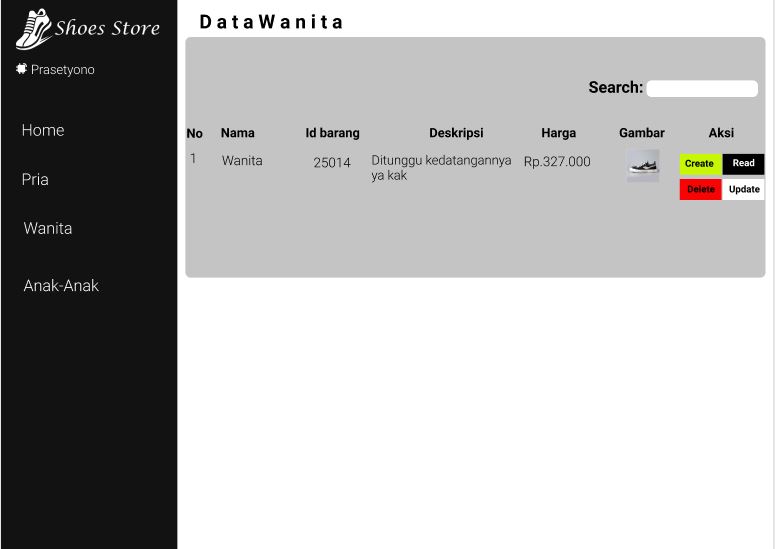 Shoes Store
DataWanita
Prasetyono
Search:
Home
Pria
Wanita
Anak-Anak
No Nama Id barang Deskripsi Harga Gambar Aksi
1 Wanita 25014 Ditunggu kedatangannya Rp.327.000 Create Read
ya kak Delete Update